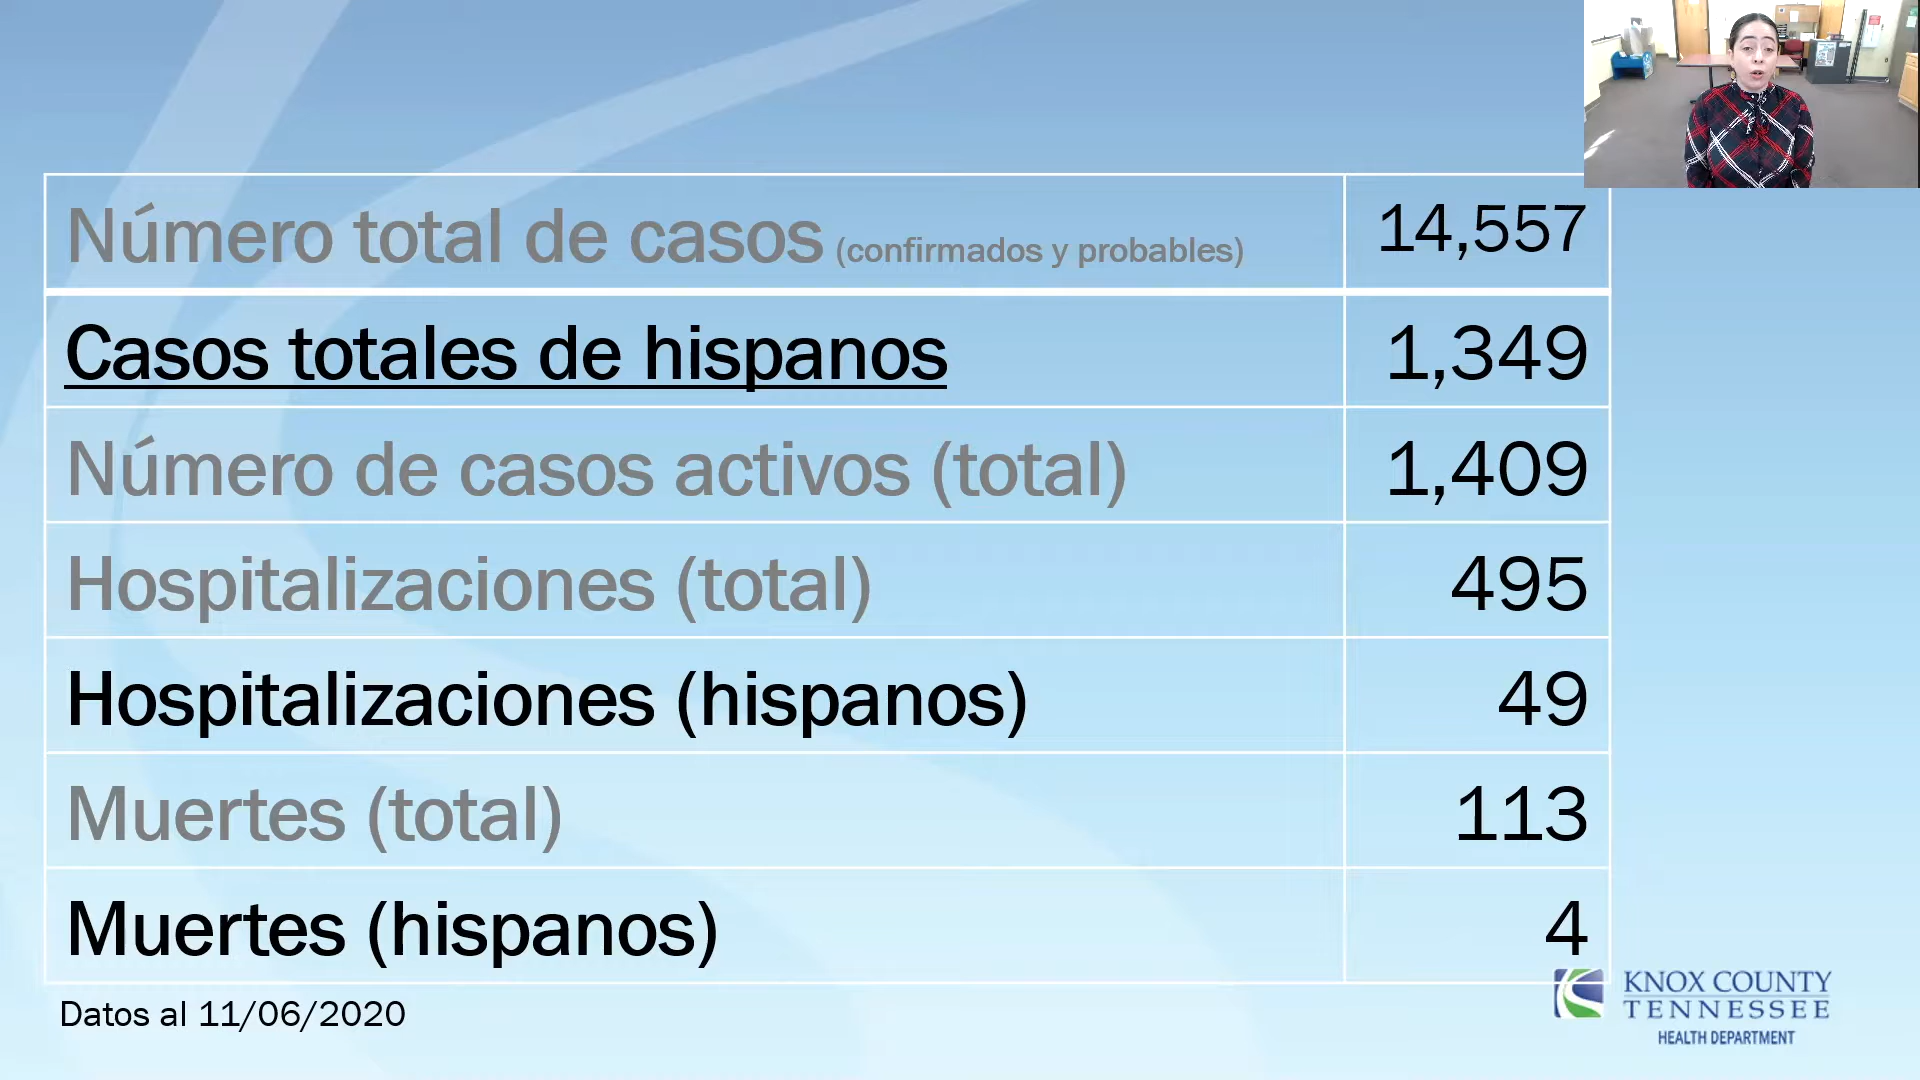 Número total de casos (confirmados y probables) 14,557
Casos totales de hispanos 1,349
Número de casos activos (total) 1,409
Hospitalizaciones (total) 495
Hospitalizaciones (hispanos) 49
Muertes (total) 113
Muertes (hispanos) 4
Datos al 11/06/2020
KNOX COUNTY
TENNESSEE
HEALTH DEPARTMENT